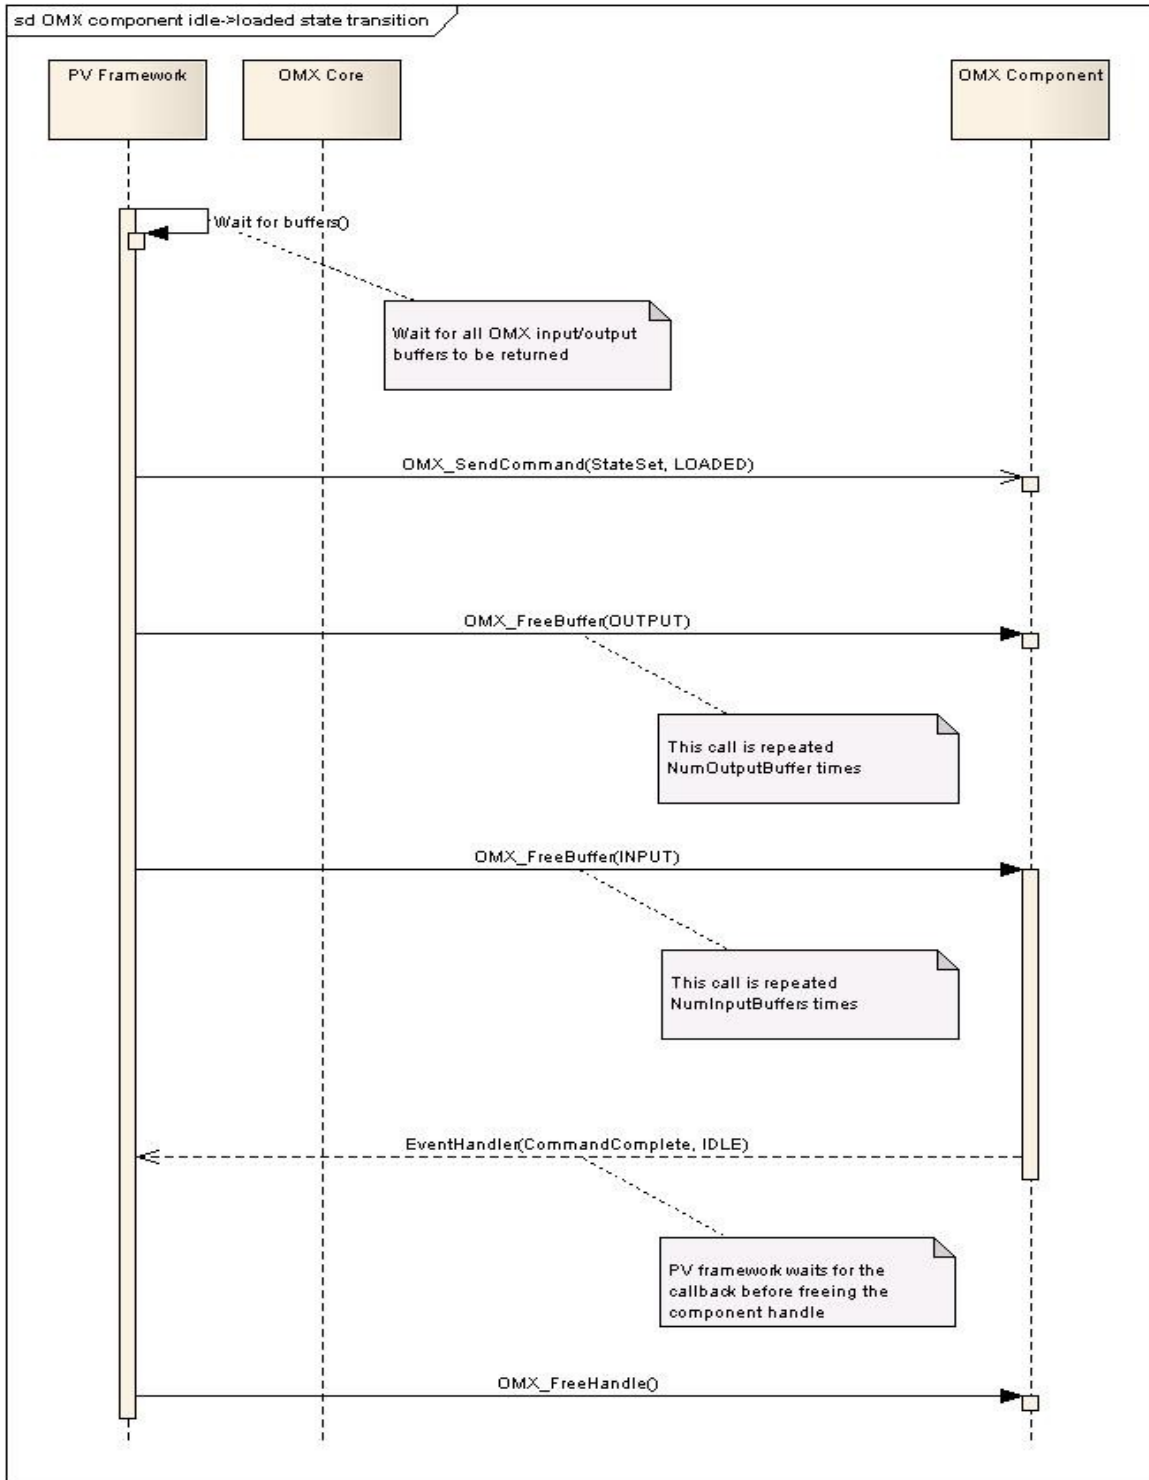 sd OMX component idle->loaded state transition
PV Framework
OMX Core
OMX Component
Wait for buffers()
Wait for all OMX input/output
buffers to be returned
OMX_SendCommand(StateSet, LOADED)
OMX_FreeBuffer(OUTPUT)
This call is repeated
NumOutputBuffer times
OMX_FreeBuffer(INPUT)
This call is repeated
NumInputBuffers times
EventHandler(CommandComplete, IDLE)
PV framework waits for the
callback before freeing the
component handle
OMX_FreeHandle()